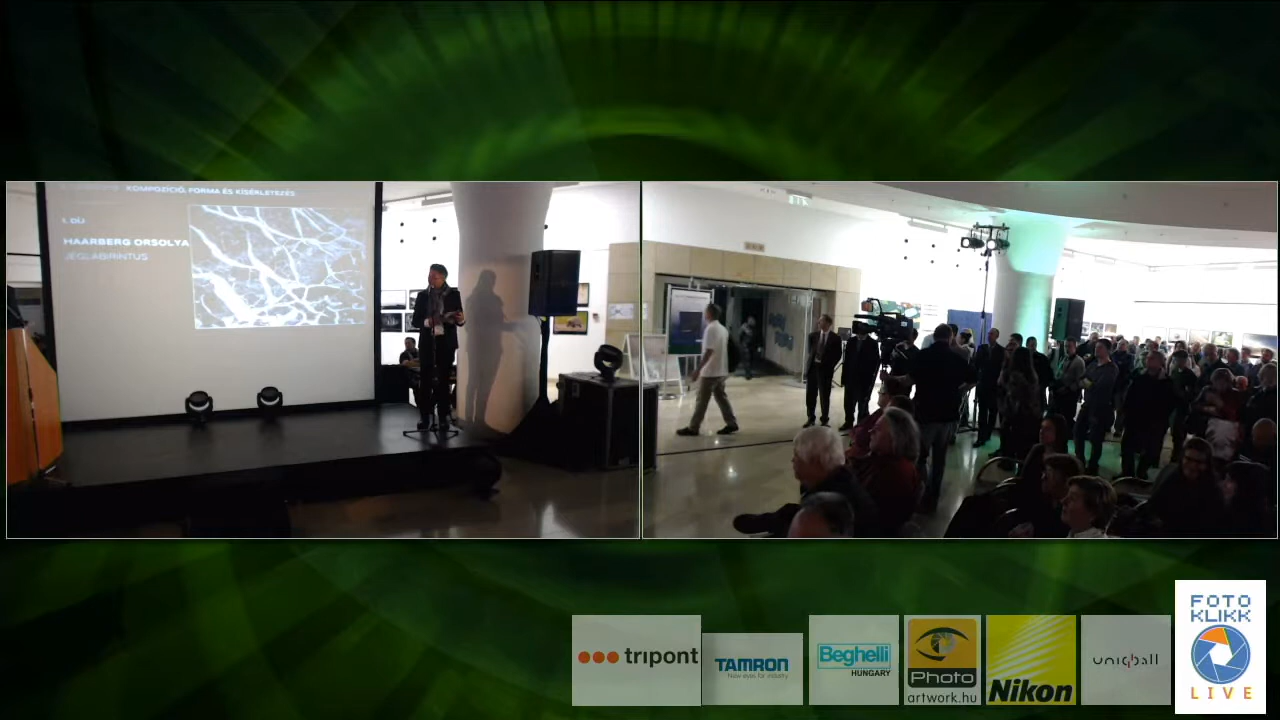 KOMPOZÍCIÓ, FORMA ÉS KÍSÉRLETEZÉS
I. DÍJ
HAARBERG ORSOLYA
JÉGLABIRINTUS
tripont
TAMRON
New eyes for industry
Beghelli
HUNGARY
Photo
artwork.hu
Nikon
uniqball
FOTO
KLIKK
LIVE